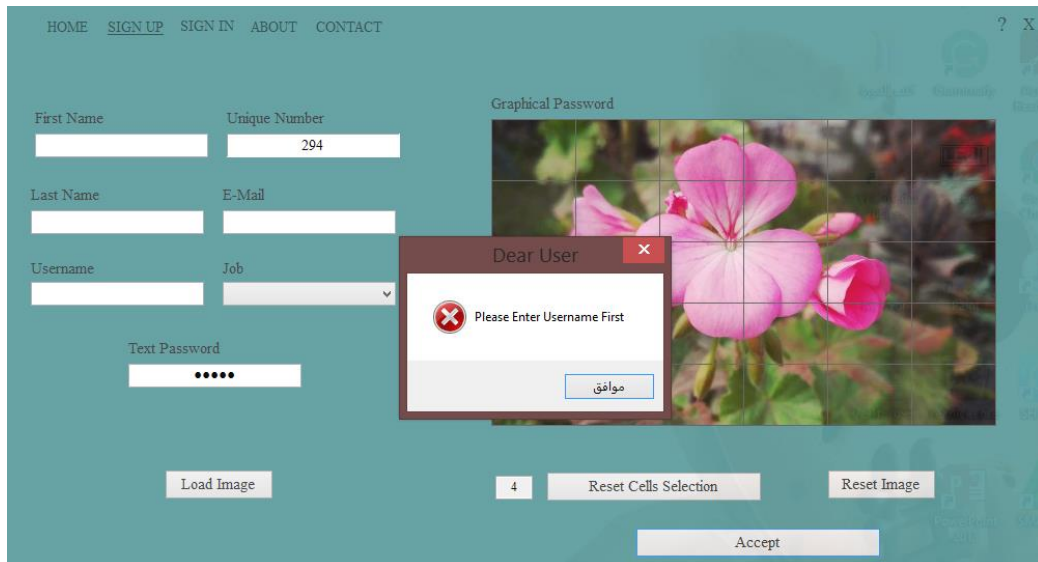 HOME SIGN UP SIGN IN ABOUT CONTACT ? X
First Name Unique Number
294
Last Name E-Mail
Username Job
Text Password
•••••
Load Image
Graphical Password
Dear User
Please Enter Username First
موافق
4 Reset Cells Selection Reset Image
Accept